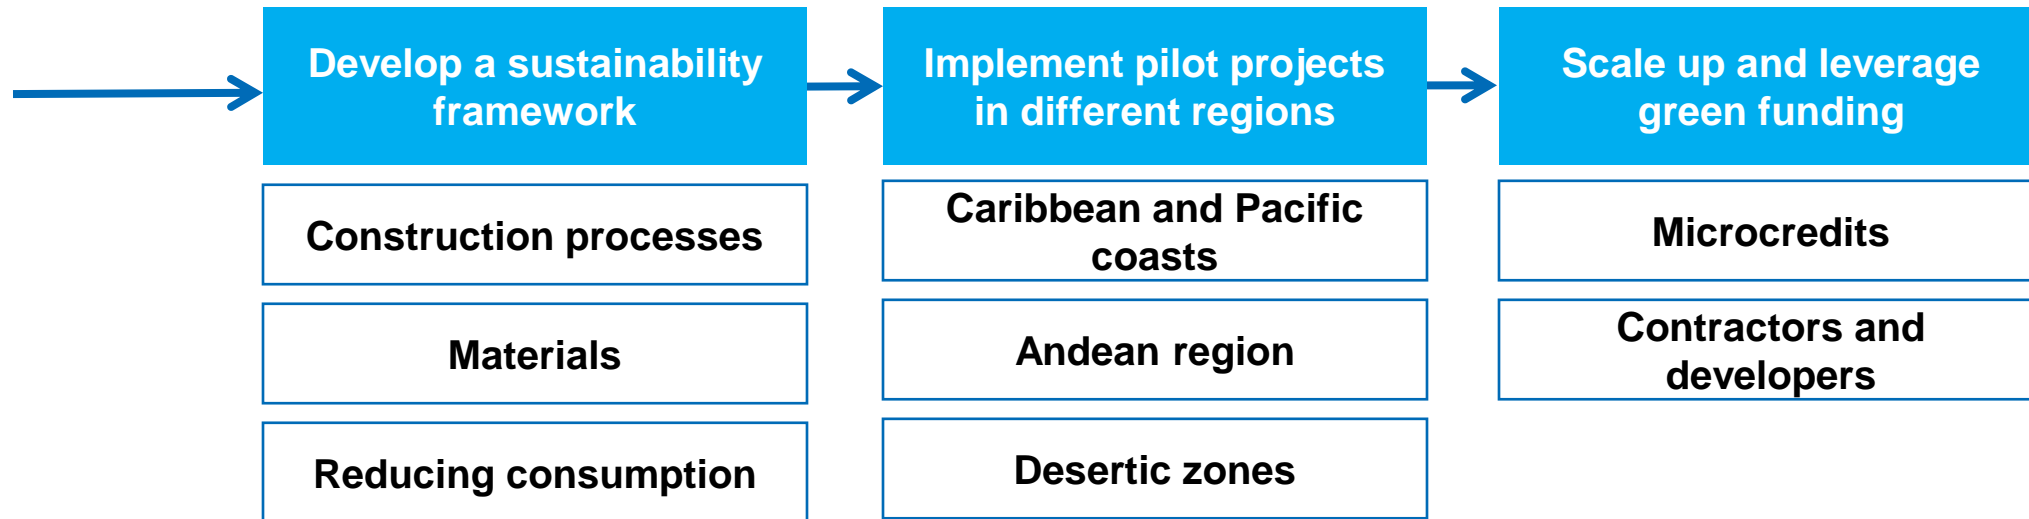 Develop a sustainability
framework
Construction processes
Materials
Reducing consumption
Implement pilot projects
in different regions
Caribbean and Pacific
coasts
Andean region
Desertic zones
Scale up and leverage
green funding
Microcredits
Contractors and
developers